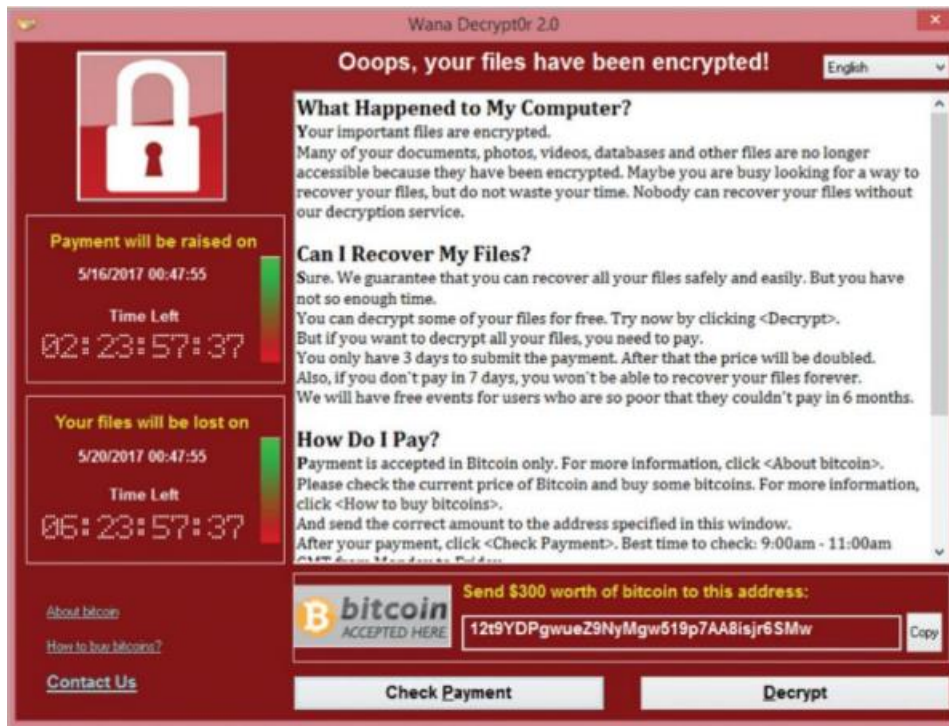 Wana Decrypt0r 2.0
Ooops, your files have been encrypted!
English
What Happened to My Computer?
Your important files are encrypted.
Many of your documents, photos, videos, databases and other files are no longer
accessible because they have been encrypted. Maybe you are busy looking for a way to
recover your files, but do not waste your time. Nobody can recover your files without
our decryption service.
Can I Recover My Files?
Sure. We guarantee that you can recover all your files safely and easily. But you have
not so enough time.
You can decrypt some of your files for free. Try now by clicking <Decrypt>.
But if you want to decrypt all your files, you need to pay.
You only have 3 days to submit the payment. After that the price will be doubled.
Also, if you don't pay in 7 days, you won't be able to recover your files forever.
We will have free events for users who are so poor that they couldn't pay in 6 months.
How Do I Pay?
Payment is accepted in Bitcoin only. For more information, click <About bitcoin>.
Please check the current price of Bitcoin and buy some bitcoins. For more information,
click <How to buy bitcoins>.
And send the correct amount to the address specified in this window.
After your payment, click <Check Payment>. Best time to check: 9:00am - 11:00am
GMT from Monday to Friday.
Payment will be raised on
5/16/2017 00:47:55
Time Left
02:23:57:37
Your files will be lost on
5/20/2017 00:47:55
Time Left
06:23:57:37
About bitcoin
How to buy bitcoins?
Contact Us
bitcoin
ACCEPTED HERE
Send $300 worth of bitcoin to this address:
12t9YDPgwueZ9NyMgw519p7AA8isjr6SMw
Copy
Check Payment
Decrypt